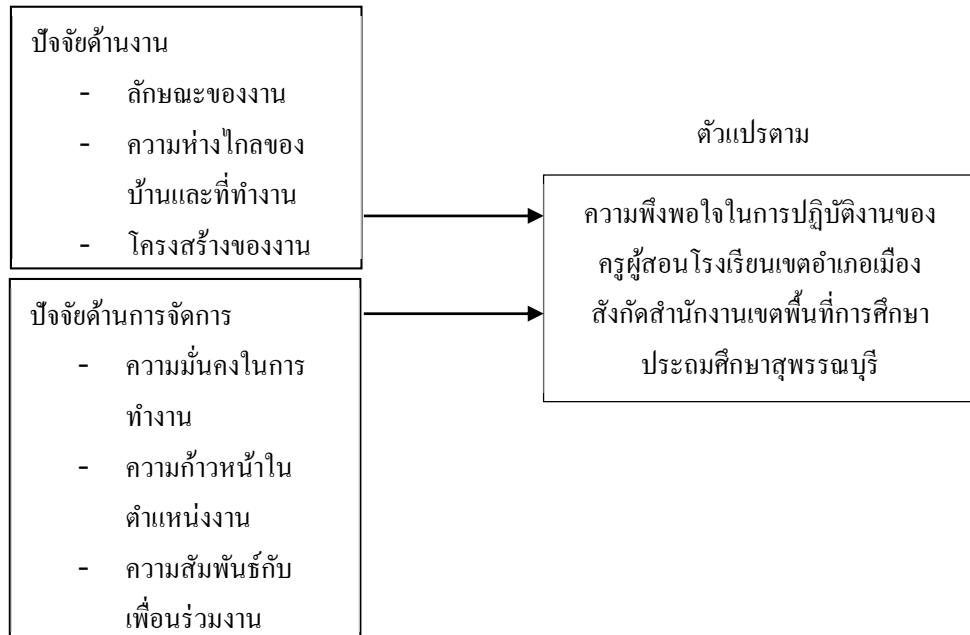 ปัจจัยด้านงาน
- ลักษณะของงาน
- ความห่างไกลของ
บ้านและที่ทำงาน
- โครงสร้างของงาน
ปัจจัยด้านการจัดการ
- ความมั่นคงในการ
ทำงาน
- ความก้าวหน้าใน
ตำแหน่งงาน
- ความสัมพันธ์กับ
เพื่อนร่วมงาน
ตัวแปรตาม
ความพึงพอใจในการปฏิบัติงานของ
ครูผู้สอนโรงเรียนเขตอำเภอเมือง
สังกัดสำนักงานเขตพื้นที่การศึกษา
ประถมศึกษาสุพรรณบุรี